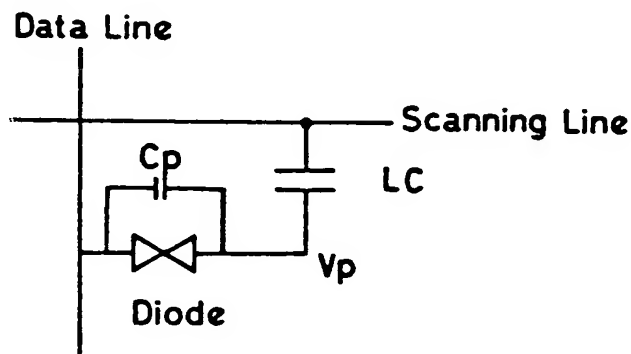 Data Line
Scanning Line
Cp
LC
Vp
Diode